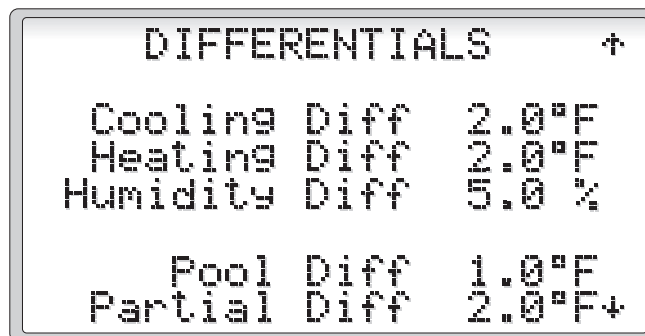 DIFFERENTIALS ↑
Cooling Diff 2.0°F
Heating Diff 2.0°F
Humidity Diff 5.0 %
Pool Diff 1.0°F
Partial Diff 2.0°F↓